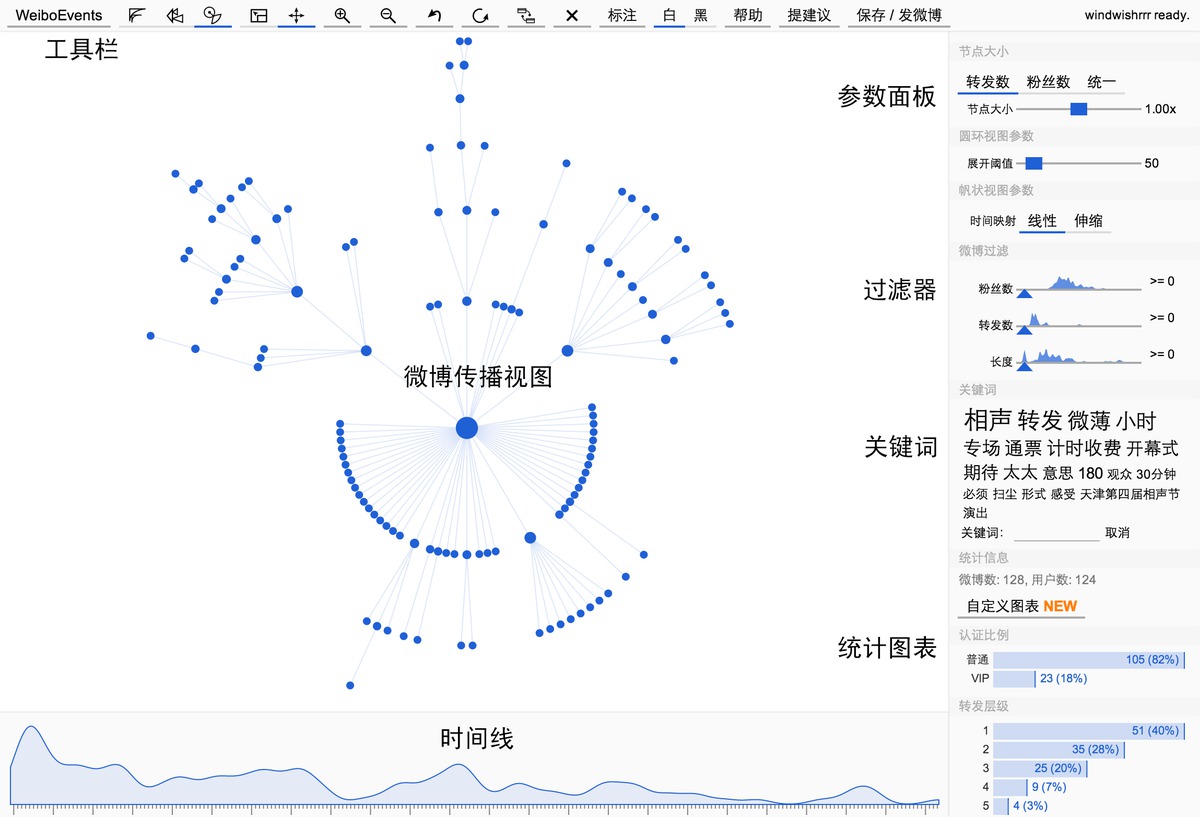 WeiboEvents 标注 白 黑 帮助 提建议 保存 / 发微博 windwishrrr ready.
工具栏
参数面板
过滤器
微博传播视图
关键词
统计图表
时间线
节点大小
转发数 粉丝数 统一
节点大小 1.00x
圆环视图参数
展开阈值 50
帆状视图参数
时间映射 线性 伸缩
微博过滤
粉丝数 >= 0
转发数 >= 0
长度 >= 0
关键词
相声 转发 微薄 小时
专场 通票 计时收费 开幕式
期待 太太 意思 180 观众 30分钟
必须 扫尘 形式 感受 天津第四届相声节
演出
关键词: 取消
统计信息
微博数: 128, 用户数: 124
自定义图表 NEW
认证比例
普通 105 (82%)
VIP 23 (18%)
转发层级
1 51 (40%)
2 35 (28%)
3 25 (20%)
4 9 (7%)
5 4 (3%)